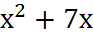 x² + 7x